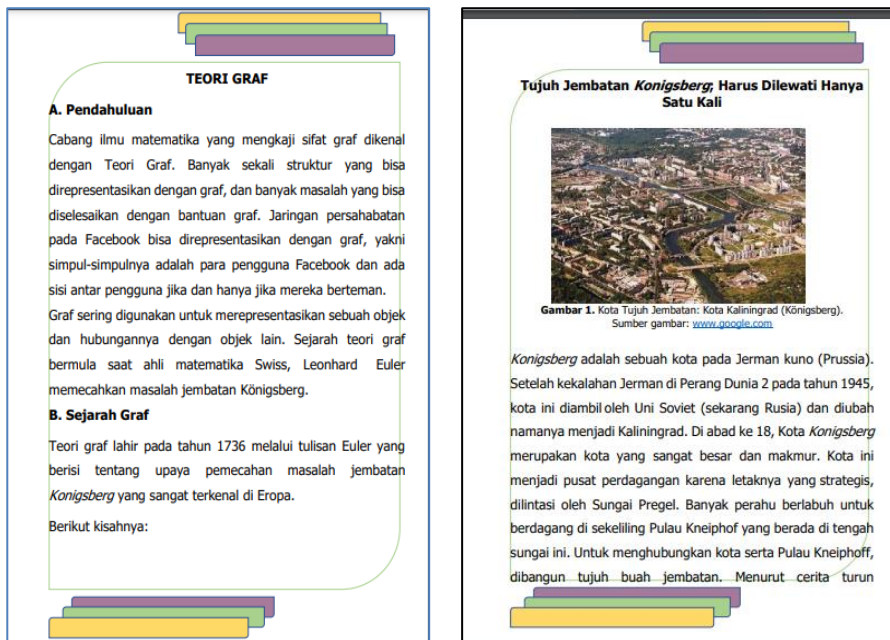 TEORI GRAF
A. Pendahuluan
Cabang ilmu matematika yang mengkaji sifat graf dikenal
dengan Teori Graf. Banyak sekali struktur yang bisa
direpresentasikan dengan graf, dan banyak masalah yang bisa
diselesaikan dengan bantuan graf. Jaringan persahabatan
pada Facebook bisa direpresentasikan dengan graf, yakni
simpul-simpulnya adalah para pengguna Facebook dan ada
sisi antar pengguna jika dan hanya jika mereka berteman.
Graf sering digunakan untuk merepresentasikan sebuah objek
dan hubungannya dengan objek lain. Sejarah teori graf
bermula saat ahli matematika Swiss, Leonhard Euler
memecahkan masalah jembatan Königsberg.
B. Sejarah Graf
Teori graf lahir pada tahun 1736 melalui tulisan Euler yang
berisi tentang upaya pemecahan masalah jembatan
Konigsberg yang sangat terkenal di Eropa.
Berikut kisahnya:
Tujuh Jembatan Konigsberg; Harus Dilewati Hanya
Satu Kali
Gambar 1. Kota Tujuh Jembatan: Kota Kaliningrad (Königsberg).
Sumber gambar: www.google.com
Konigsberg adalah sebuah kota pada Jerman kuno (Prussia).
Setelah kekalahan Jerman di Perang Dunia 2 pada tahun 1945,
kota ini diambil oleh Uni Soviet (sekarang Rusia) dan diubah
namanya menjadi Kaliningrad. Di abad ke 18, Kota Konigsberg
merupakan kota yang sangat besar dan makmur. Kota ini
menjadi pusat perdagangan karena letaknya yang strategis,
dilintasi oleh Sungai Pregel. Banyak perahu berlabuh untuk
berdagang di sekeliling Pulau Kneiphof yang berada di tengah
sungai ini. Untuk menghubungkan kota serta Pulau Kneiphoff,
dibangun tujuh buah jembatan. Menurut cerita turun